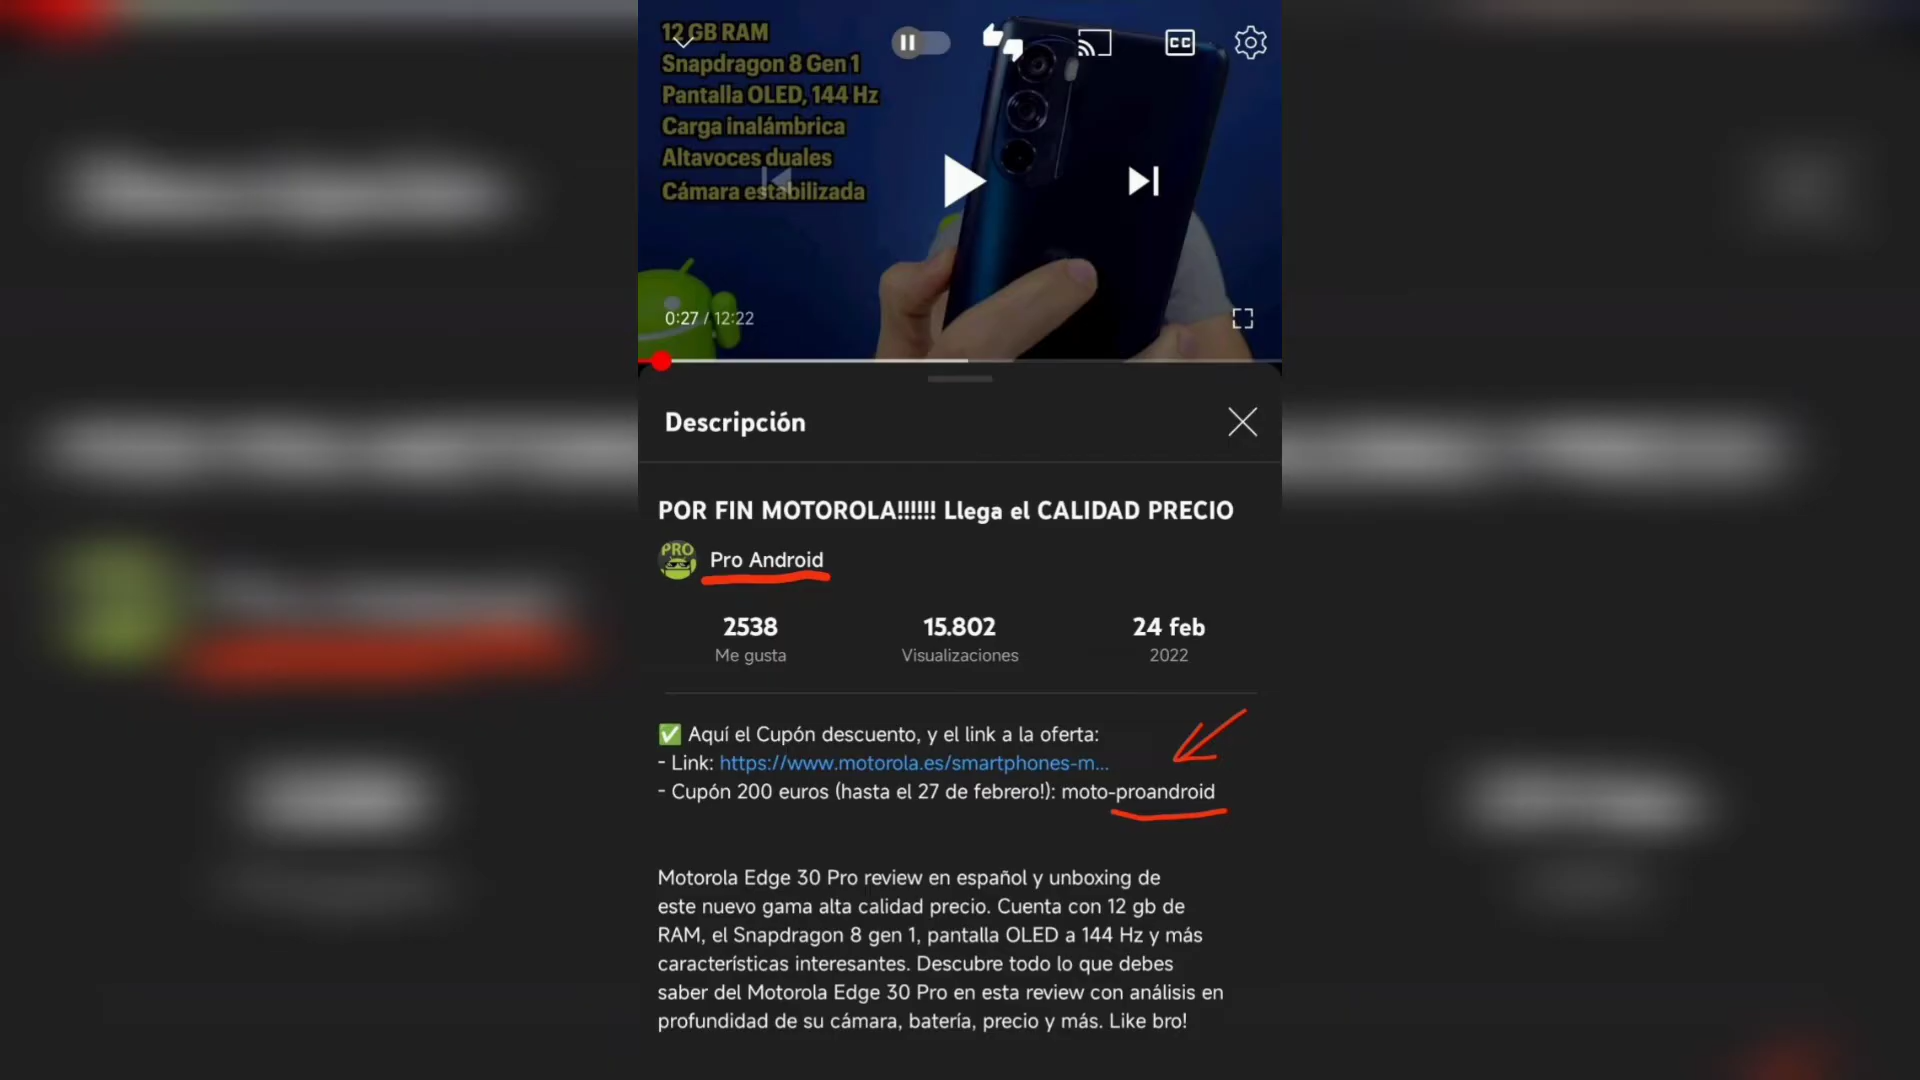 12 GB RAM
Snapdragon 8 Gen 1
Pantalla OLED, 144 Hz
Carga inalámbrica
Altavoces duales
Cámara estabilizada
CC
0:27 / 12:22
Descripción
POR FIN MOTOROLA!!!!!! Llega el CALIDAD PRECIO
PRO
Pro Android
2538
Me gusta
15.802
Visualizaciones
24 feb
2022
✅ Aquí el Cupón descuento, y el link a la oferta:
- Link: https://www.motorola.es/smartphones-m...
- Cupón 200 euros (hasta el 27 de febrero!): moto-proandroid
Motorola Edge 30 Pro review en español y unboxing de
este nuevo gama alta calidad precio. Cuenta con 12 gb de
RAM, el Snapdragon 8 gen 1, pantalla OLED a 144 Hz y más
características interesantes. Descubre todo lo que debes
saber del Motorola Edge 30 Pro en esta review con análisis en
profundidad de su cámara, batería, precio y más. Like bro!